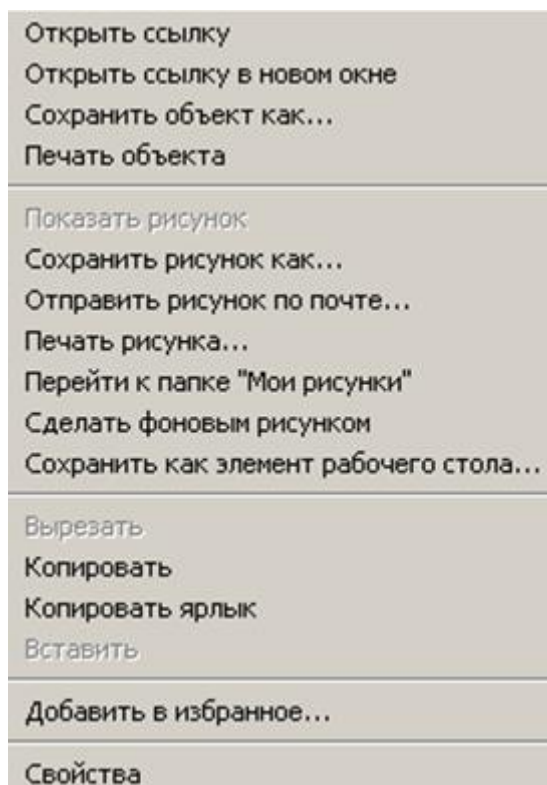 Открыть ссылку
Открыть ссылку в новом окне
Сохранить объект как...
Печать объекта
Показать рисунок
Сохранить рисунок как...
Отправить рисунок по почте...
Печать рисунка...
Перейти к папке "Мои рисунки"
Сделать фоновым рисунком
Сохранить как элемент рабочего стола...
Вырезать
Копировать
Копировать ярлык
Вставить
Добавить в избранное...
Свойства